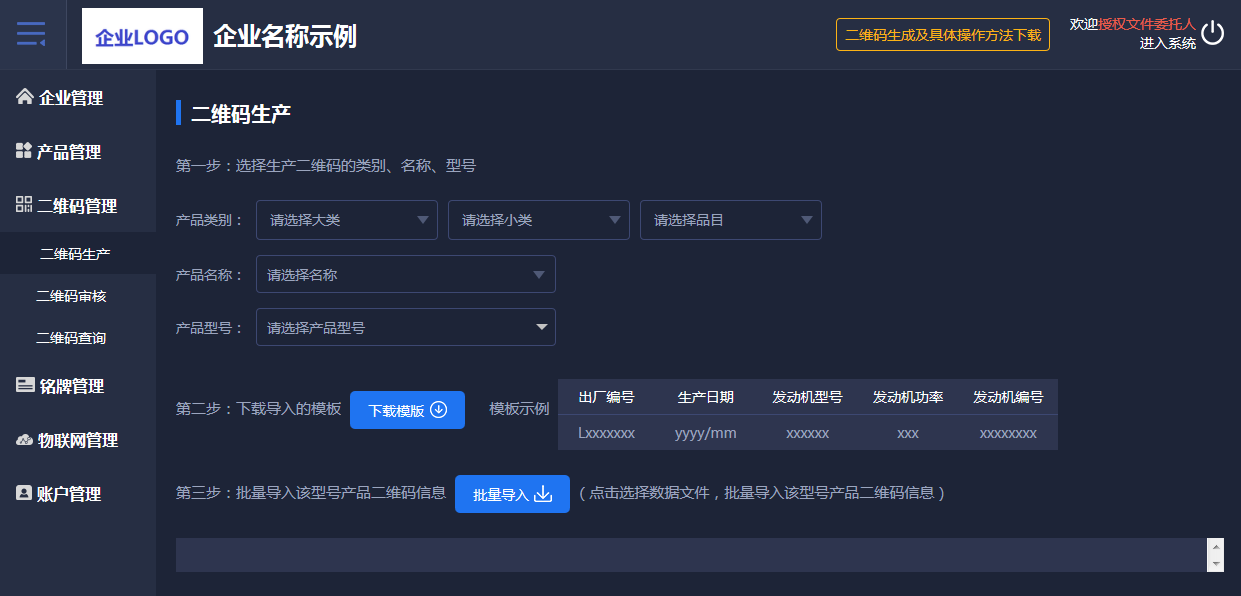 企业LOGO 企业名称示例 二维码生成及具体操作方法下载 欢迎授权文件委托人
进入系统
企业管理
产品管理
二维码管理
二维码生产
二维码审核
二维码查询
铭牌管理
物联网管理
账户管理
二维码生产
第一步：选择生产二维码的类别、名称、型号
产品类别： 请选择大类 请选择小类 请选择品目
产品名称： 请选择名称
产品型号： 请选择产品型号
第二步：下载导入的模板 下载模版 模板示例
出厂编号 生产日期 发动机型号 发动机功率 发动机编号
Lxxxxxxx yyyy/mm xxxxxx xxx xxxxxxxx
第三步：批量导入该型号产品二维码信息 批量导入 （点击选择数据文件，批量导入该型号产品二维码信息）